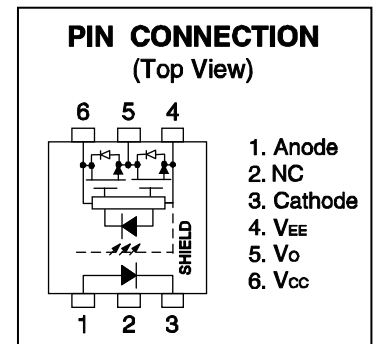 PIN CONNECTION
(Top View)
6 5 4
SHIELD
1 2 3
1. Anode
2. NC
3. Cathode
4. VEE
5. Vo
6. Vcc